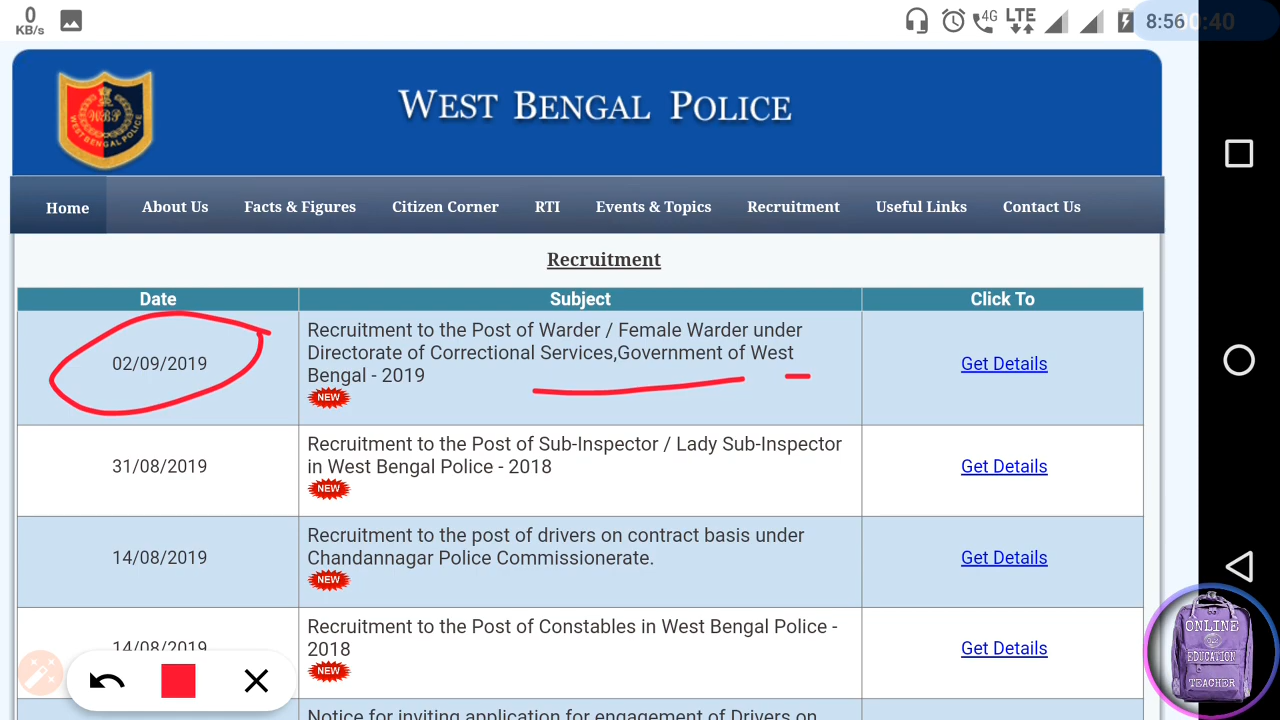 0
KB/s
4G
LTE
8:56
00:40
WBP
WEST BENGAL POLICE
WEST BENGAL POLICE
Home
About Us
Facts & Figures
Citizen Corner
RTI
Events & Topics
Recruitment
Useful Links
Contact Us
Recruitment
Date
Subject
Click To
02/09/2019
Recruitment to the Post of Warder / Female Warder under
Directorate of Correctional Services,Government of West
Bengal - 2019
NEW
Get Details
31/08/2019
Recruitment to the Post of Sub-Inspector / Lady Sub-Inspector
in West Bengal Police - 2018
NEW
Get Details
14/08/2019
Recruitment to the post of drivers on contract basis under
Chandannagar Police Commissionerate.
NEW
Get Details
14/08/2019
Recruitment to the Post of Constables in West Bengal Police -
2018
NEW
Get Details
Notice for inviting application for engagement of Drivers on
ONLINE
EDUCATION
TEACHER